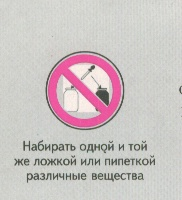 Набирать одной и той
же ложкой или пипеткой
различные вещества